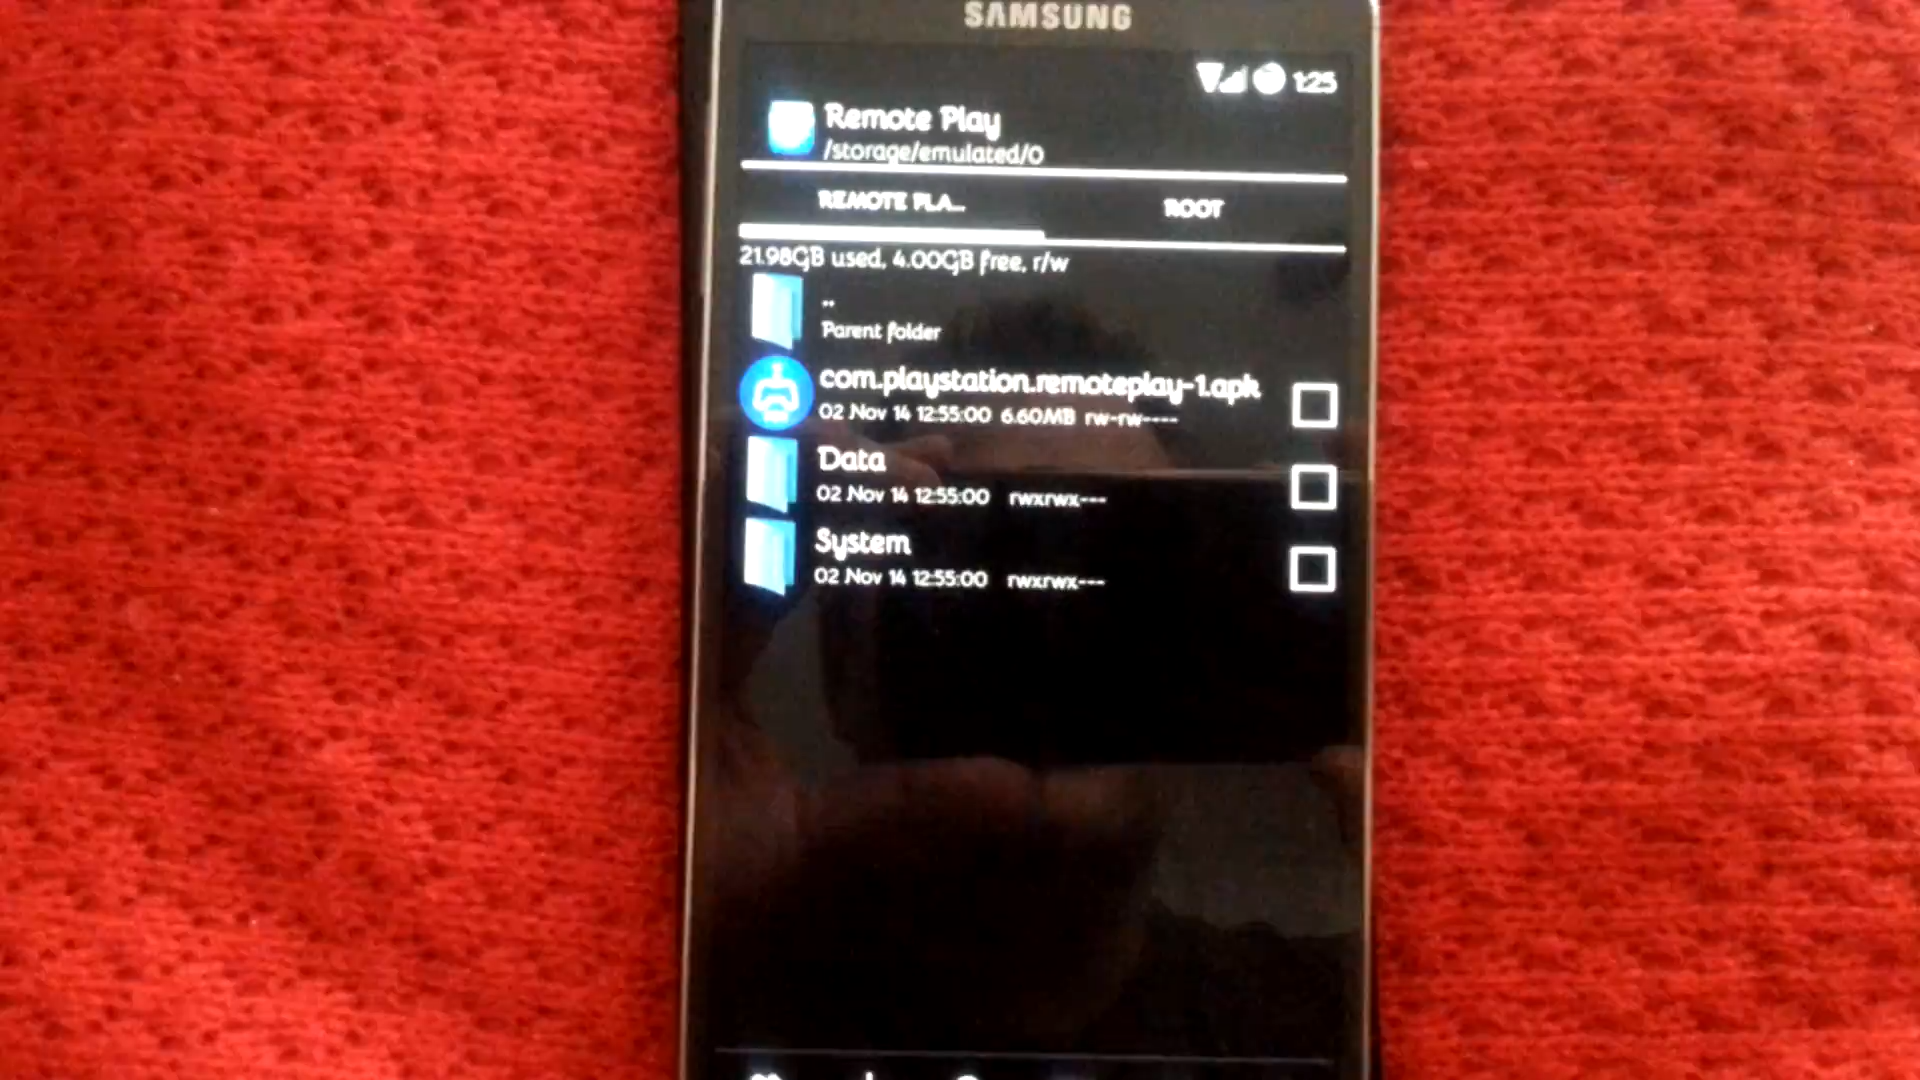 SAMSUNG
1:25
Remote Play
/storage/emulated/0
REMOTE PLA...
ROOT
21.98GB used, 4.00GB free, r/w
..
Parent folder
com.playstation.remoteplay-1.apk
02 Nov 14 12:55:00 6.60MB rw-rw----
Data
02 Nov 14 12:55:00 rwxrwx---
System
02 Nov 14 12:55:00 rwxrwx---